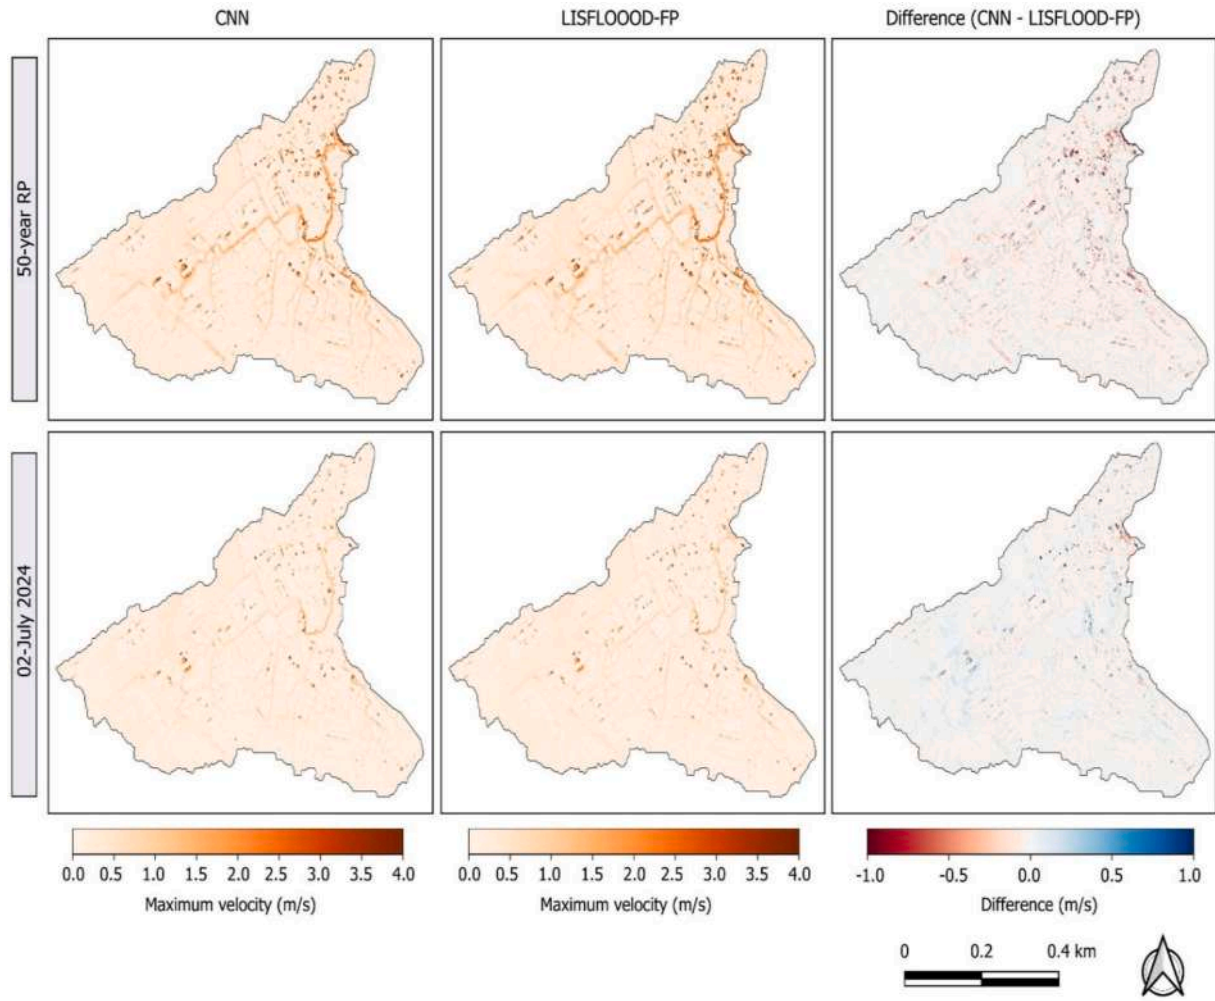 CNN
LISFLOOOD-FP
Difference (CNN - LISFLOOD-FP)
50-year RP
02-July 2024
0.0 0.5 1.0 1.5 2.0 2.5 3.0 3.5 4.0
Maximum velocity (m/s)
0.0 0.5 1.0 1.5 2.0 2.5 3.0 3.5 4.0
Maximum velocity (m/s)
-1.0 -0.5 0.0 0.5 1.0
Difference (m/s)
0 0.2 0.4 km